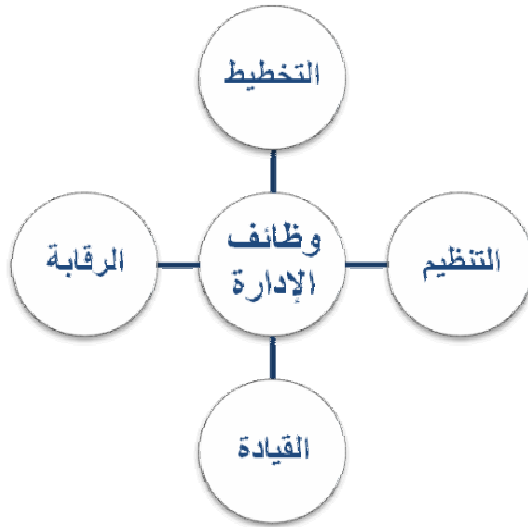 التخطيط
وظائف
الإدارة
التنظيم
الرقابة
القيادة